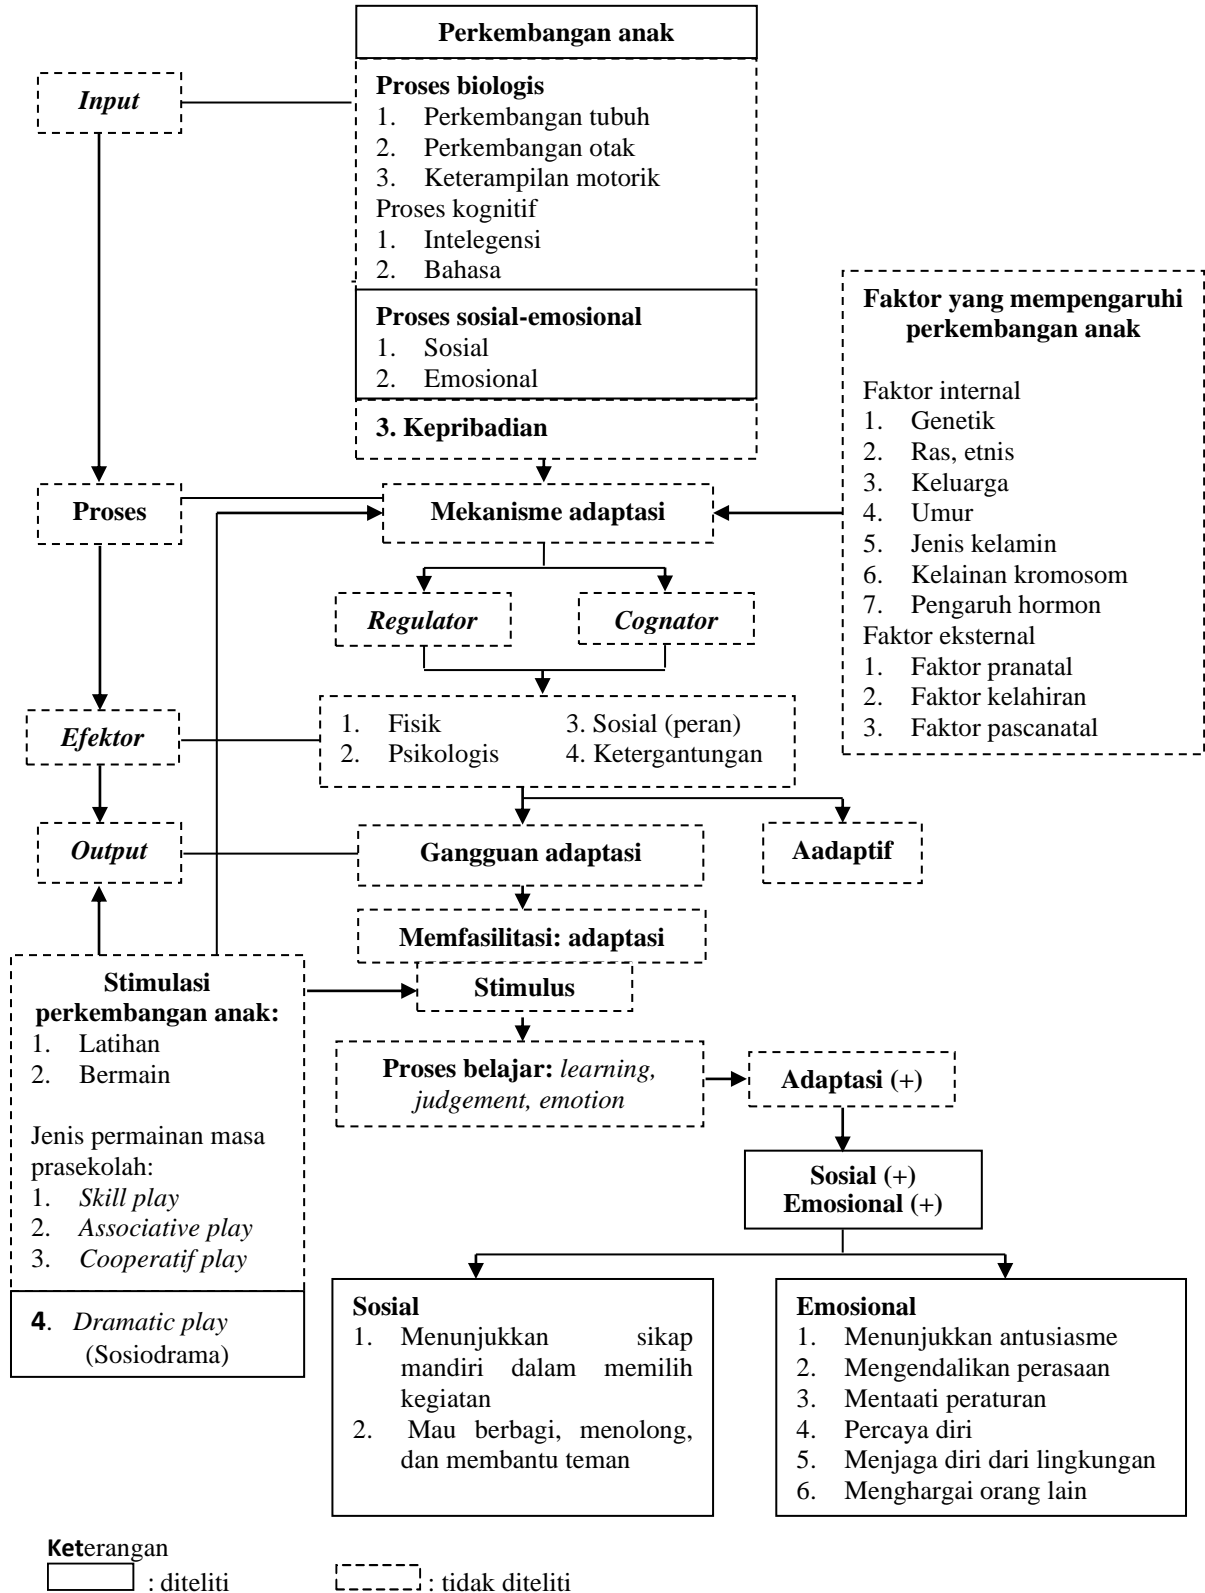 Perkembangan anak
Input
Proses biologis
1. Perkembangan tubuh
2. Perkembangan otak
3. Keterampilan motorik
Proses kognitif
1. Intelegensi
2. Bahasa
Proses sosial-emosional
1. Sosial
2. Emosional
3. Kepribadian
Faktor yang mempengaruhi
perkembangan anak
Faktor internal
1. Genetik
2. Ras, etnis
3. Keluarga
4. Umur
5. Jenis kelamin
6. Kelainan kromosom
7. Pengaruh hormon
Faktor eksternal
1. Faktor pranatal
2. Faktor kelahiran
3. Faktor pascanatal
Proses
Mekanisme adaptasi
Regulator
Cognator
Efektor
1. Fisik
2. Psikologis
3. Sosial (peran)
4. Ketergantungan
Output
Gangguan adaptasi
Aadaptif
Memfasilitasi: adaptasi
Stimulus
Stimulasi
perkembangan anak:
1. Latihan
2. Bermain
Jenis permainan masa
prasekolah:
1. Skill play
2. Associative play
3. Cooperatif play
4. Dramatic play
(Sosiodrama)
Proses belajar: learning,
judgement, emotion
Adaptasi (+)
Sosial (+)
Emosional (+)
Sosial
1. Menunjukkan sikap
mandiri dalam memilih
kegiatan
2. Mau berbagi, menolong,
dan membantu teman
Emosional
1. Menunjukkan antusiasme
2. Mengendalikan perasaan
3. Mentaati peraturan
4. Percaya diri
5. Menjaga diri dari lingkungan
6. Menghargai orang lain
Keterangan
: diteliti
: tidak diteliti